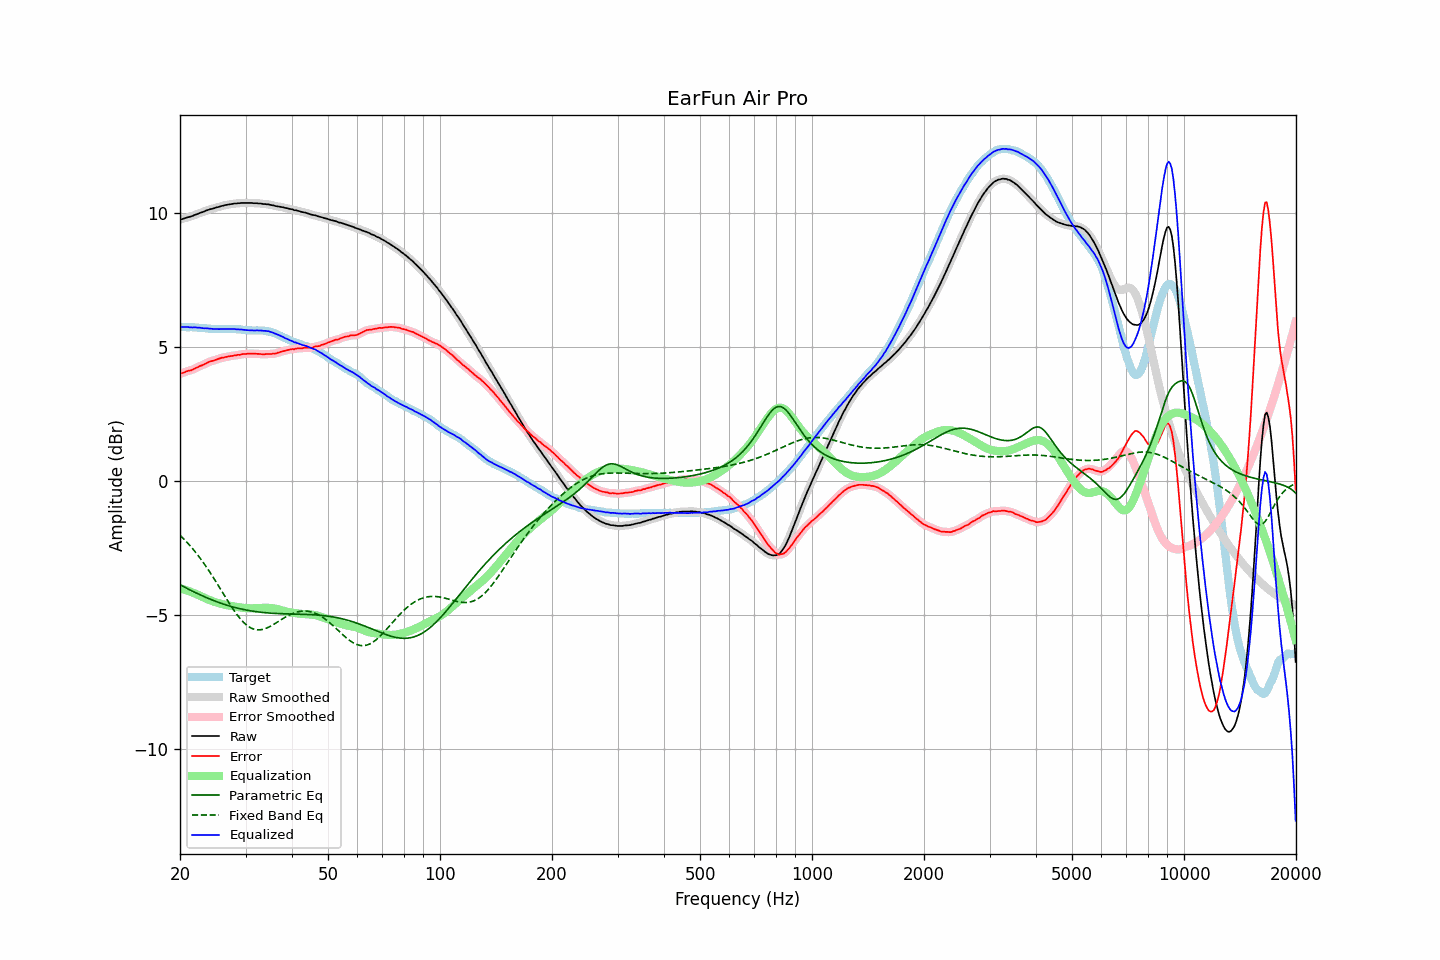 EarFun Air Pro
Amplitude (dBr)
10
5
0
−5
−10
Target
Raw Smoothed
Error Smoothed
Raw
Error
Equalization
Parametric Eq
Fixed Band Eq
Equalized
20 50 100 200 500 1000 2000 5000 10000 20000
Frequency (Hz)